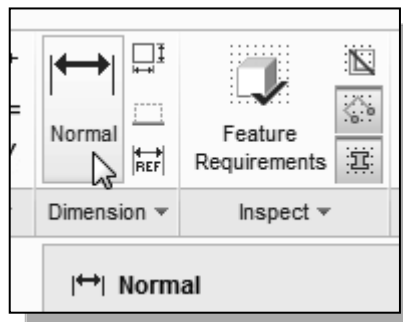 Normal
REF
Feature
Requirements
Dimension
Inspect
Normal